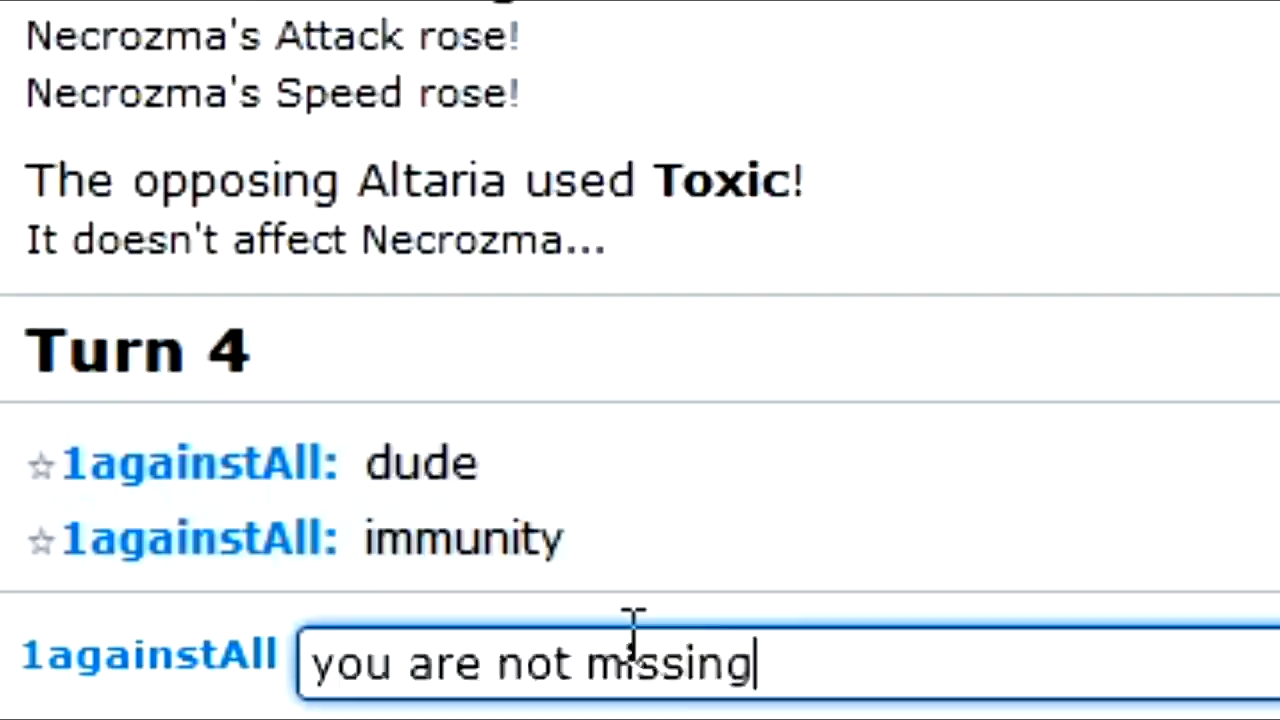 Necrozma's Attack rose!
Necrozma's Speed rose!
The opposing Altaria used Toxic!
It doesn't affect Necrozma...
Turn 4
☆1againstAll: dude
☆1againstAll: immunity
1againstAll you are not missing